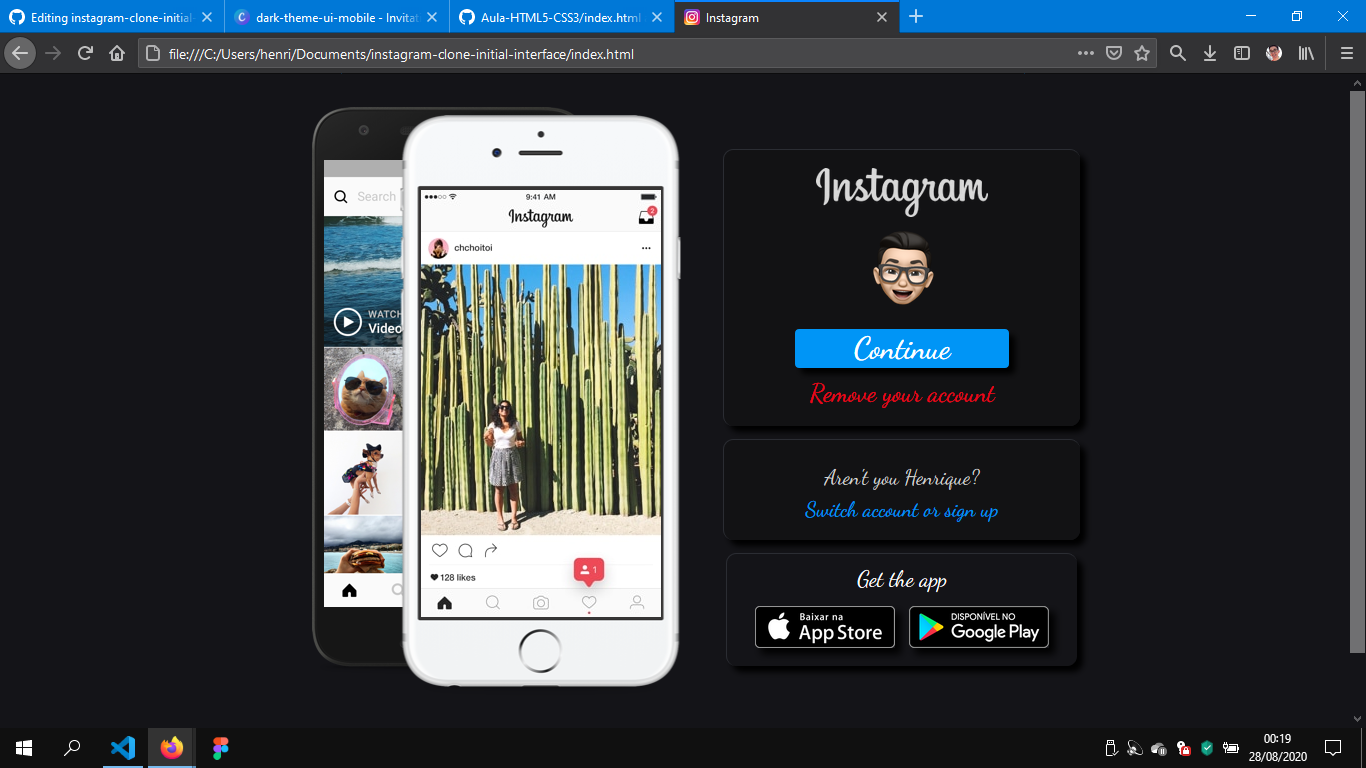 Editing instagram-clone-initial-
dark-theme-ui-mobile - Invitat
Aula-HTML5-CSS3/index.html
Instagram
file:///C:/Users/henri/Documents/instagram-clone-initial-interface/index.html
Search
WATCH
Video
9:41 AM
Instagram
2
chchoitoi
128 likes
1
Instagram
Continue
Remove your account
Aren't you Henrique?
Switch account or sign up
Get the app
Baixar na
App Store
DISPONÍVEL NO
Google Play
00:19
28/08/2020